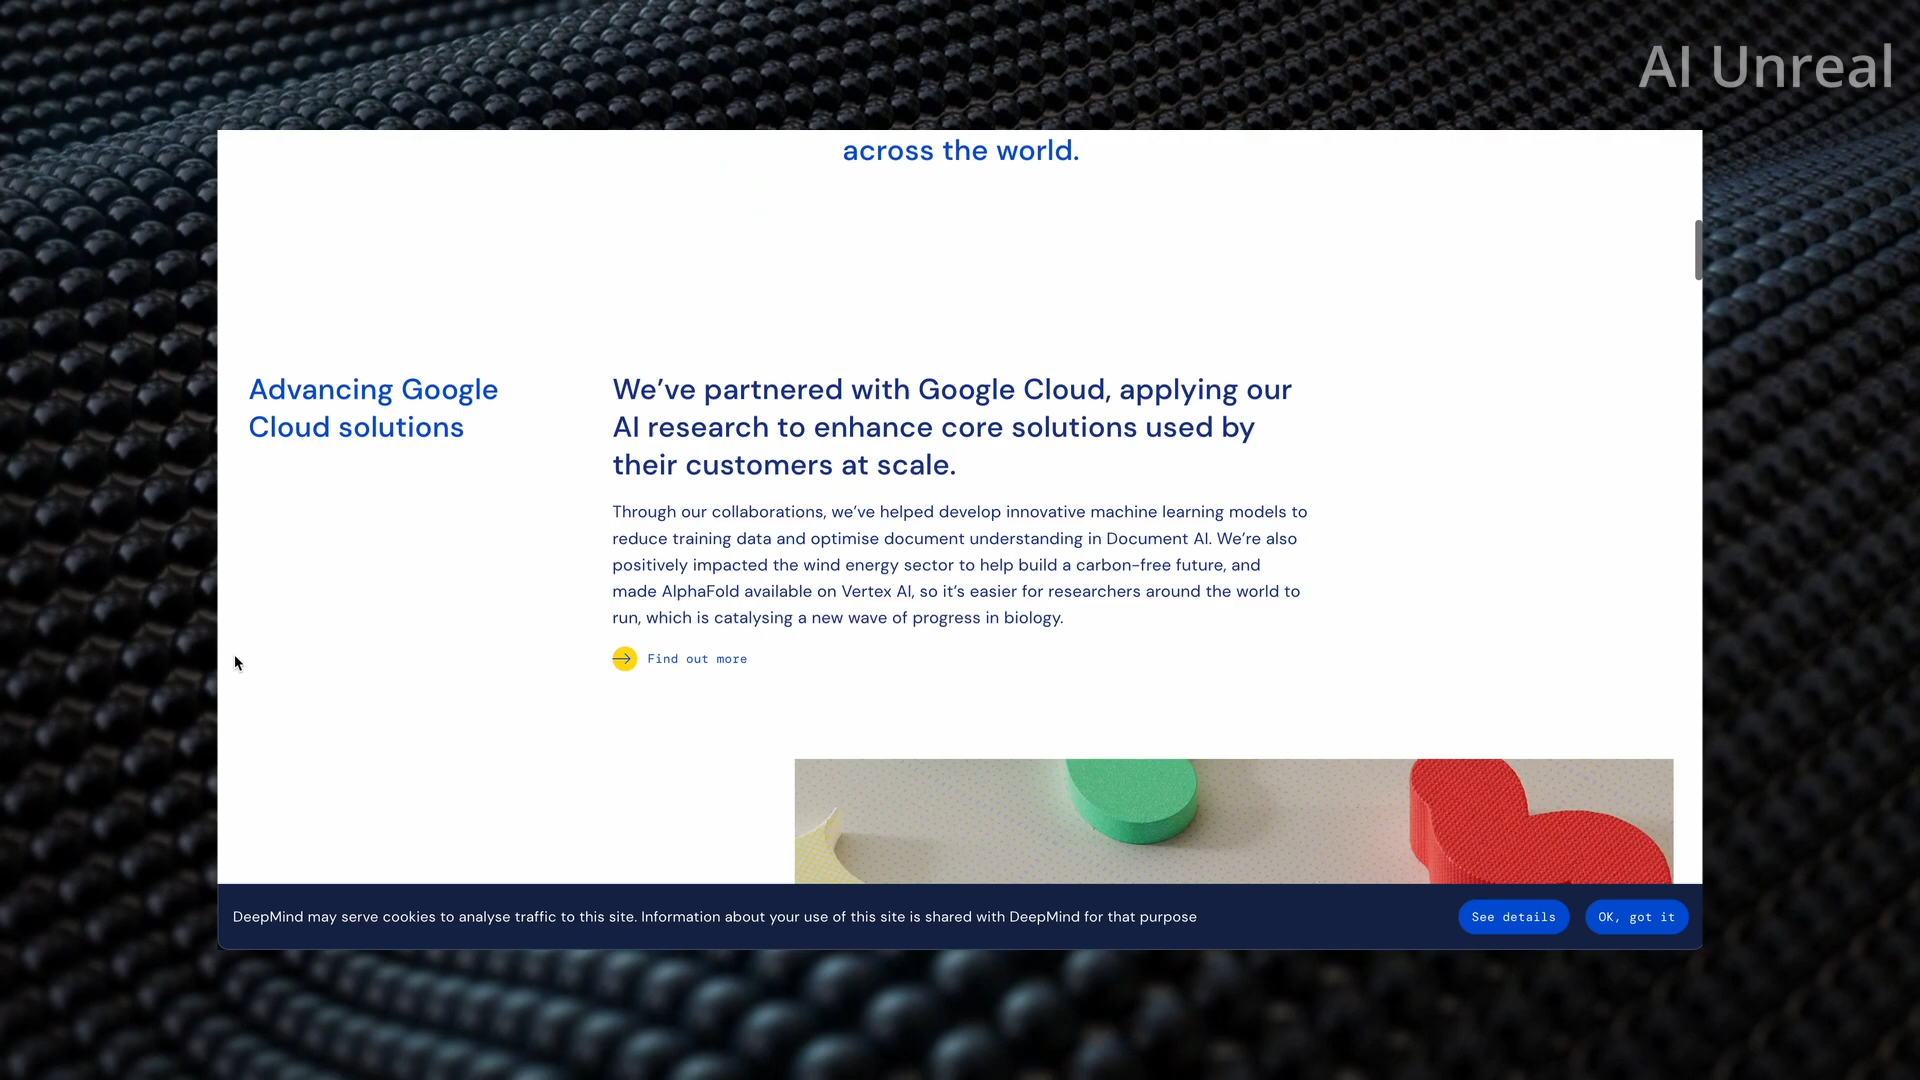 AI Unreal
across the world.
Advancing Google
Cloud solutions
We’ve partnered with Google Cloud, applying our
AI research to enhance core solutions used by
their customers at scale.
Through our collaborations, we’ve helped develop innovative machine learning models to
reduce training data and optimise document understanding in Document AI. We’re also
positively impacted the wind energy sector to help build a carbon-free future, and
made AlphaFold available on Vertex AI, so it’s easier for researchers around the world to
run, which is catalysing a new wave of progress in biology.
Find out more
DeepMind may serve cookies to analyse traffic to this site. Information about your use of this site is shared with DeepMind for that purpose
See details
OK, got it